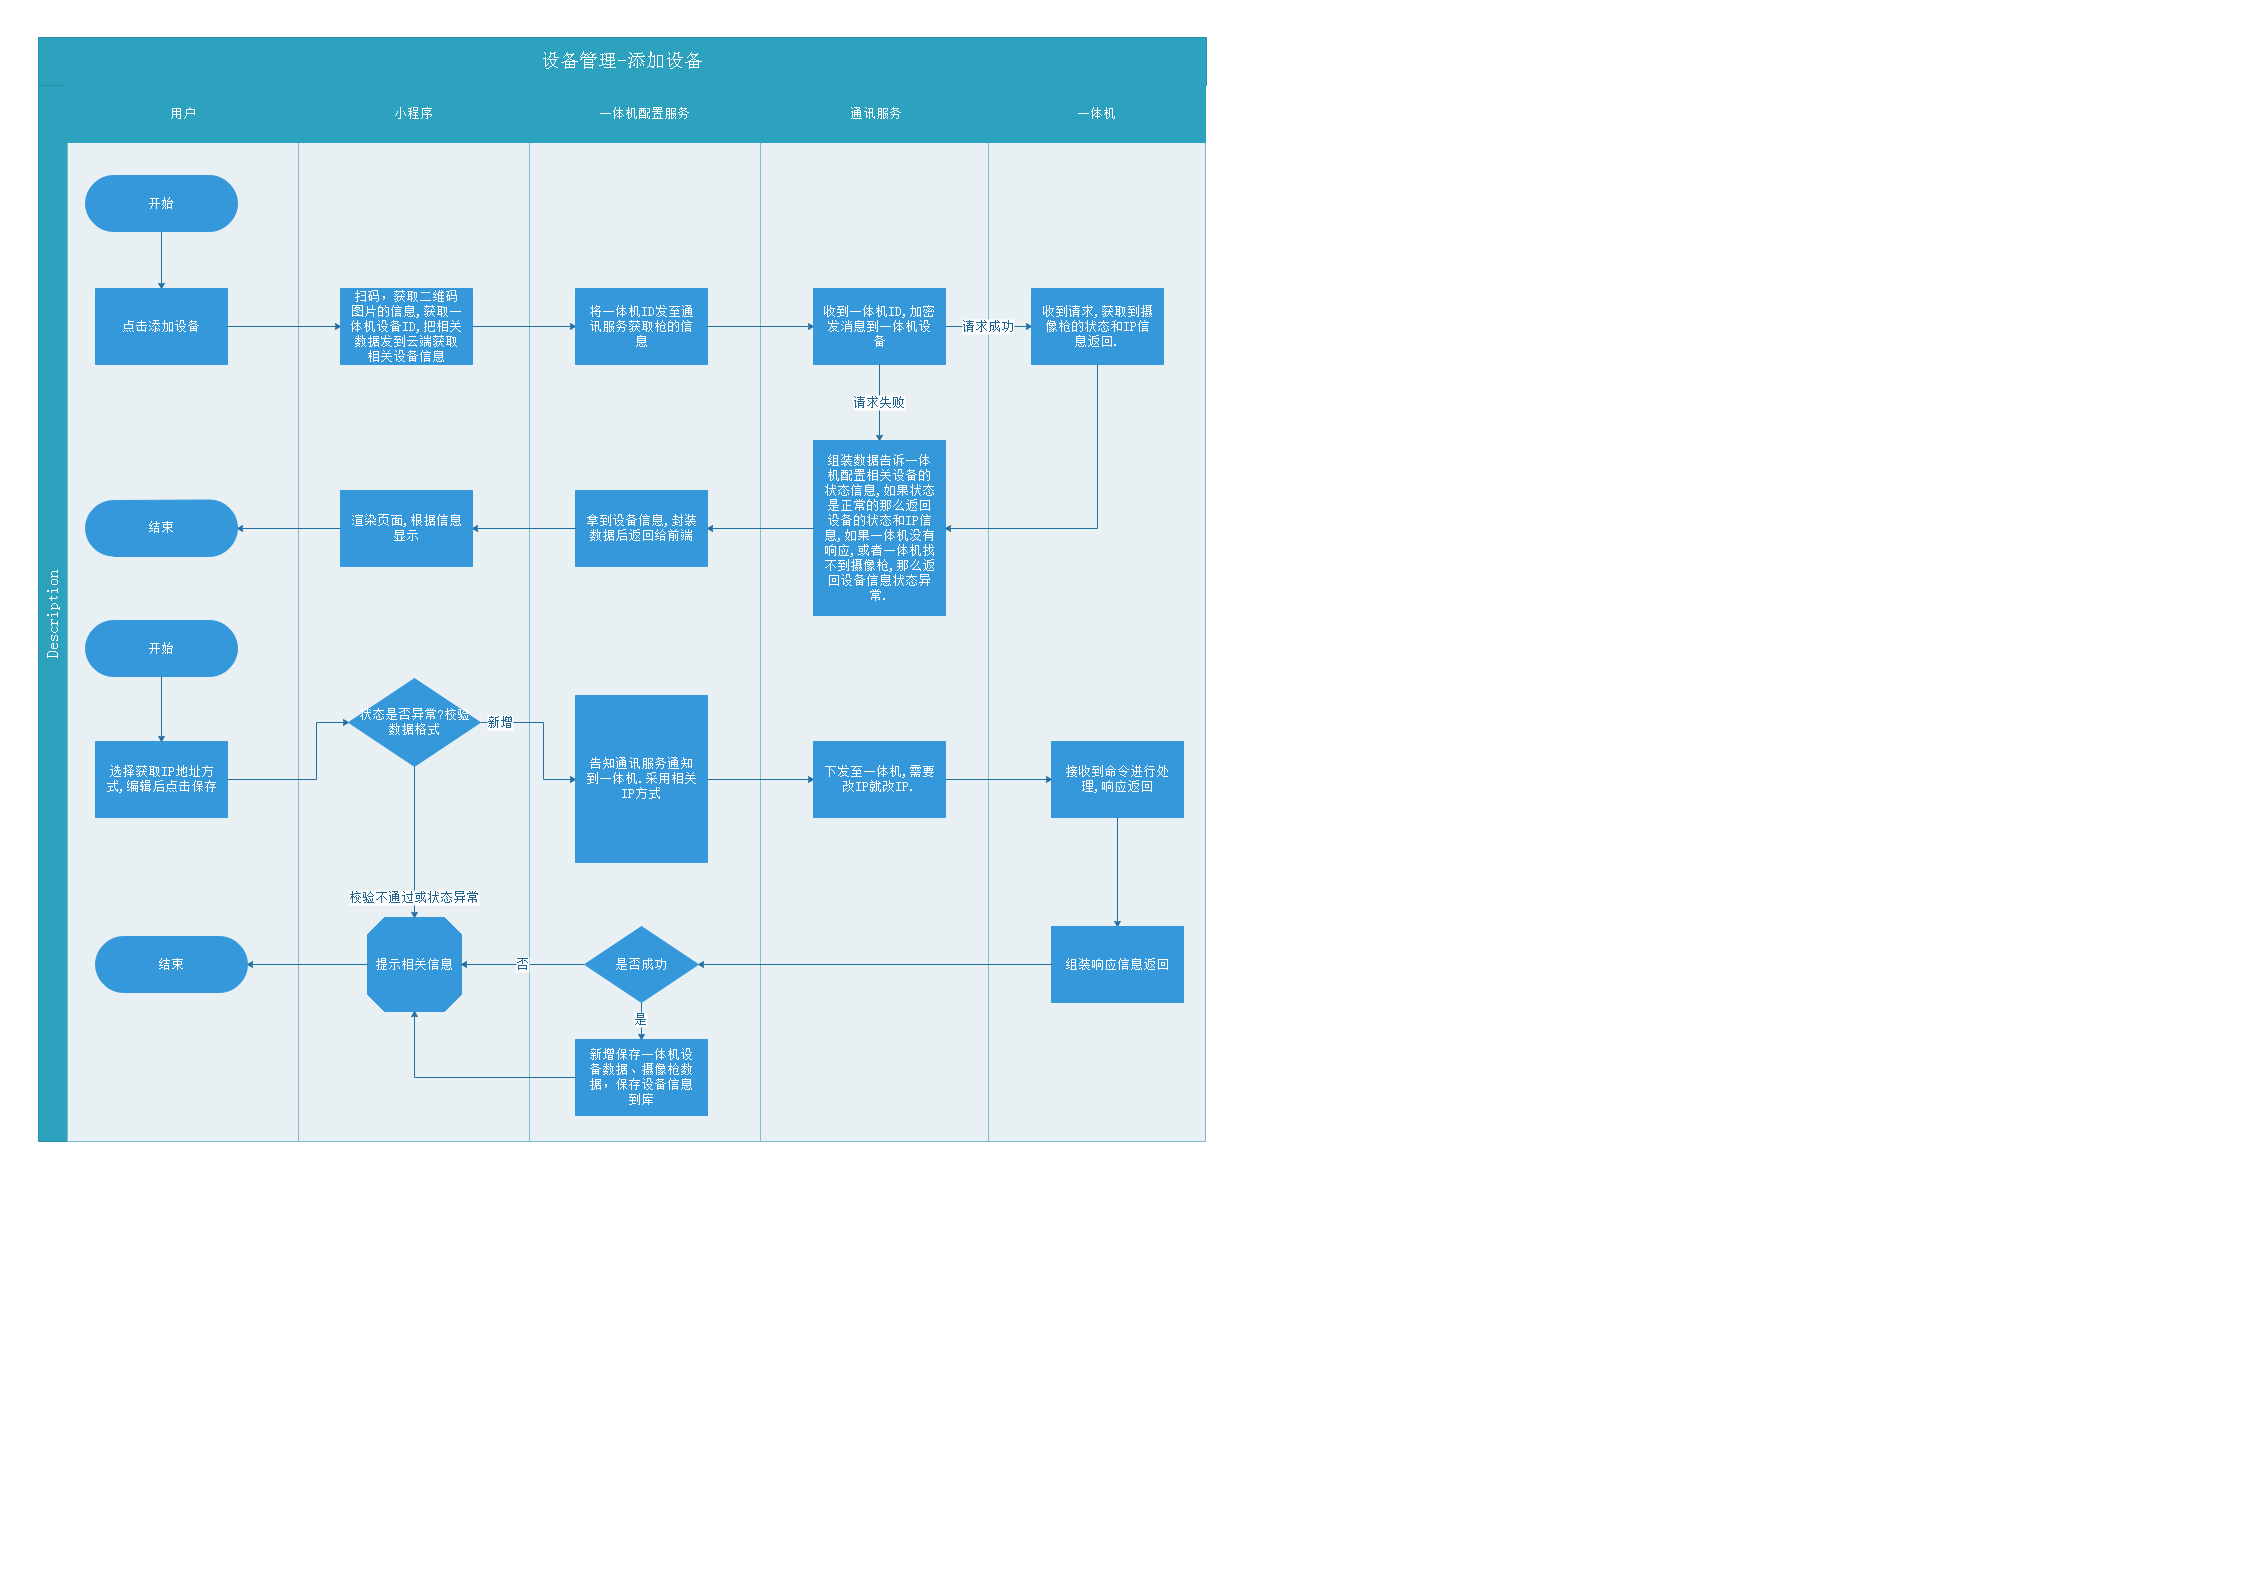 设备管理-添加设备
用户
小程序
一体机配置服务
通讯服务
一体机
Description
开始
点击添加设备
扫码，获取二维码
图片的信息,获取一
体机设备ID,把相关
数据发到云端获取
相关设备信息
将一体机ID发至通
讯服务获取枪的信
息
收到一体机ID,加密
发消息到一体机设
备
请求成功
收到请求,获取到摄
像枪的状态和IP信
息返回.
请求失败
组装数据告诉一体
机配置相关设备的
状态信息,如果状态
是正常的那么返回
设备的状态和IP信
息,如果一体机没有
响应,或者一体机找
不到摄像枪,那么返
回设备信息状态异
常.
拿到设备信息,封装
数据后返回给前端
渲染页面,根据信息
显示
结束
开始
选择获取IP地址方
式,编辑后点击保存
状态是否异常?校验
数据格式
新增
告知通讯服务通知
到一体机.采用相关
IP方式
下发至一体机,需要
改IP就改IP.
接收到命令进行处
理,响应返回
校验不通过或状态异常
结束
提示相关信息
否
是否成功
组装响应信息返回
是
新增保存一体机设
备数据、摄像枪数
据，保存设备信息
到库